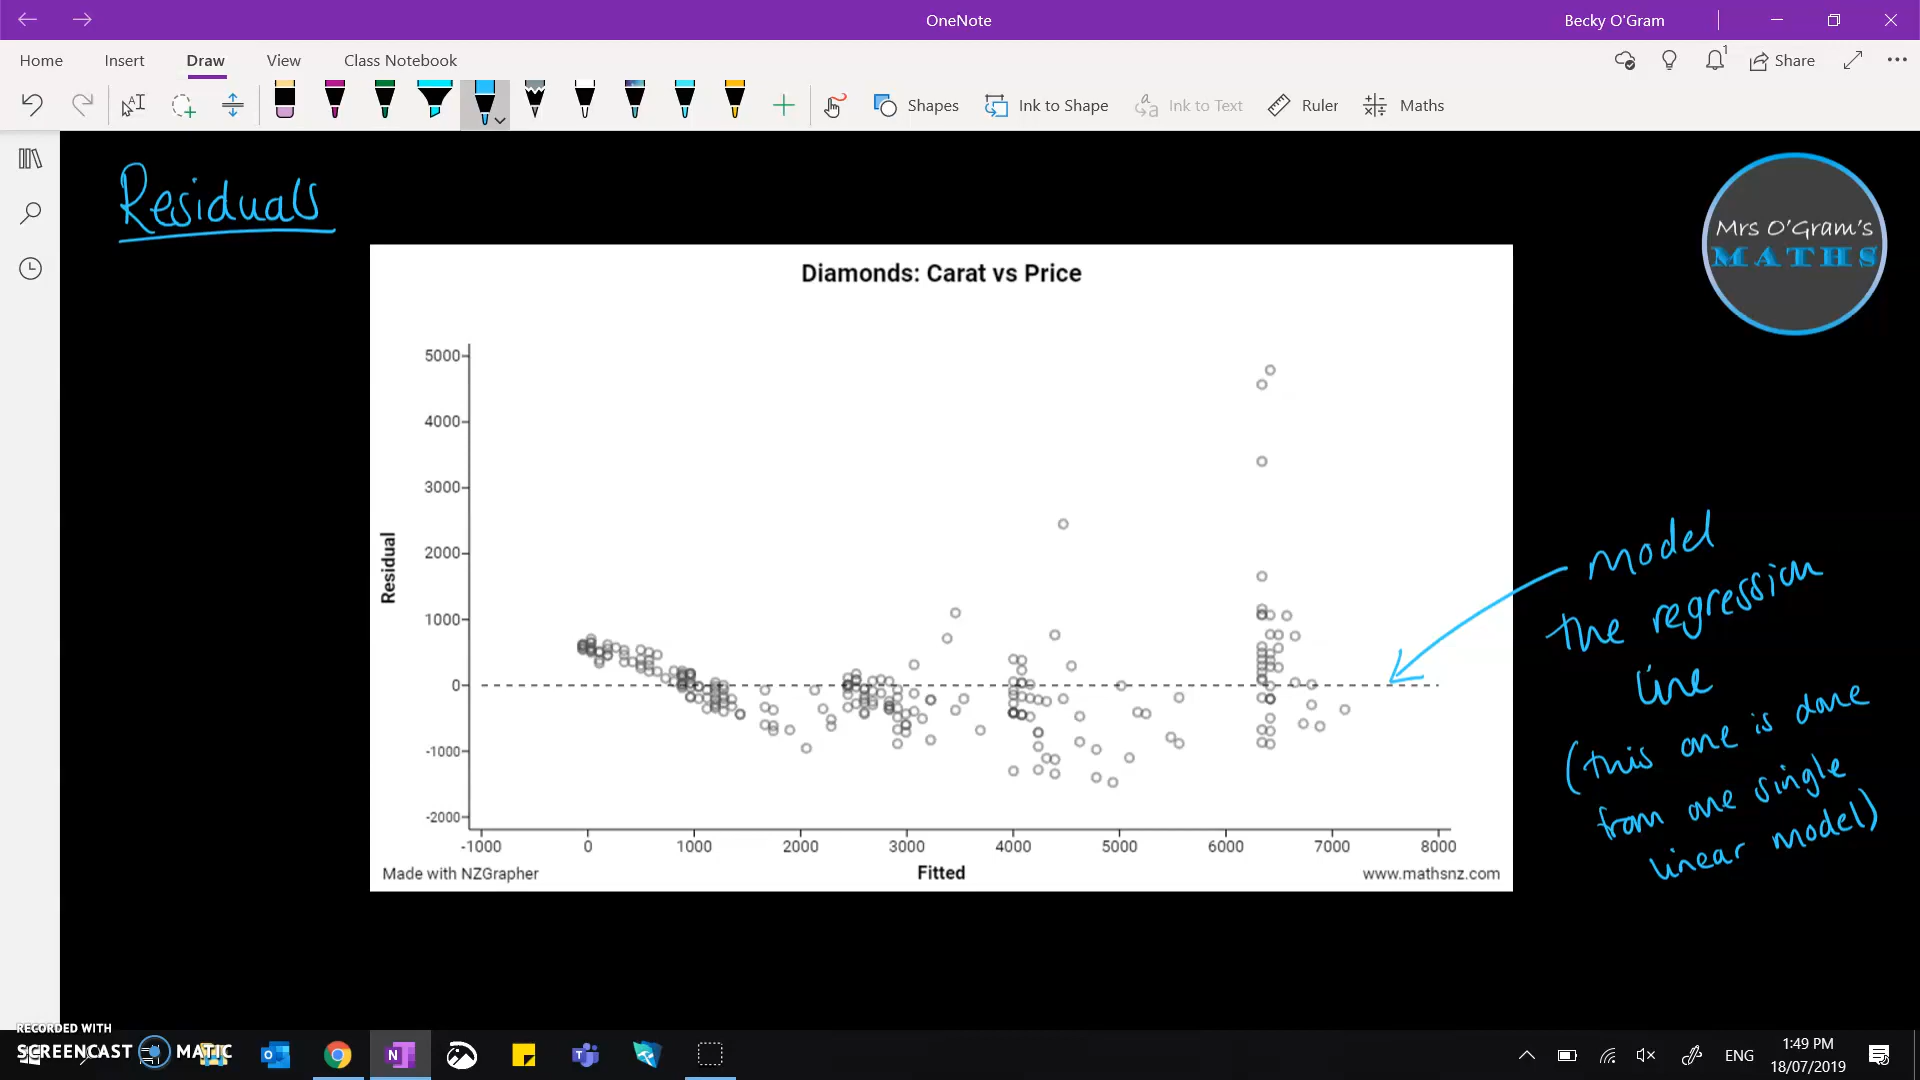 OneNote
Becky O'Gram
Home
Insert
Draw
View
Class Notebook
1
Share
Shapes
Ink to Shape
Ink to Text
Ruler
Maths
Residuals
Mrs O'Gram's
MATHS
Diamonds: Carat vs Price
5000
4000
3000
2000
1000
0
-1000
-2000
Residual
-1000 0 1000 2000 3000 4000 5000 6000 7000 8000
Fitted
Made with NZGrapher
www.mathsnz.com
model
the regression
line
(this one is done
from one single
linear model)
RECORDED WITH
SCREENCAST MATIC
ENG
1:49 PM
18/07/2019